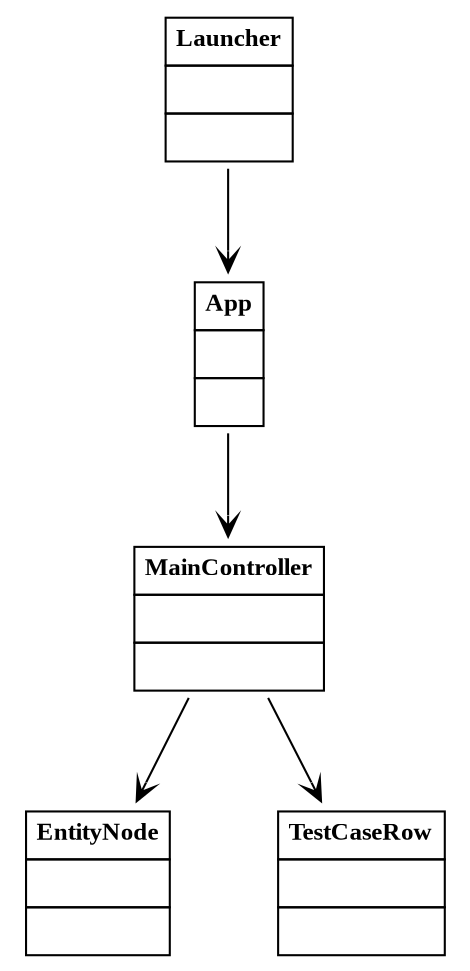 Launcher
App
MainController
EntityNode
TestCaseRow